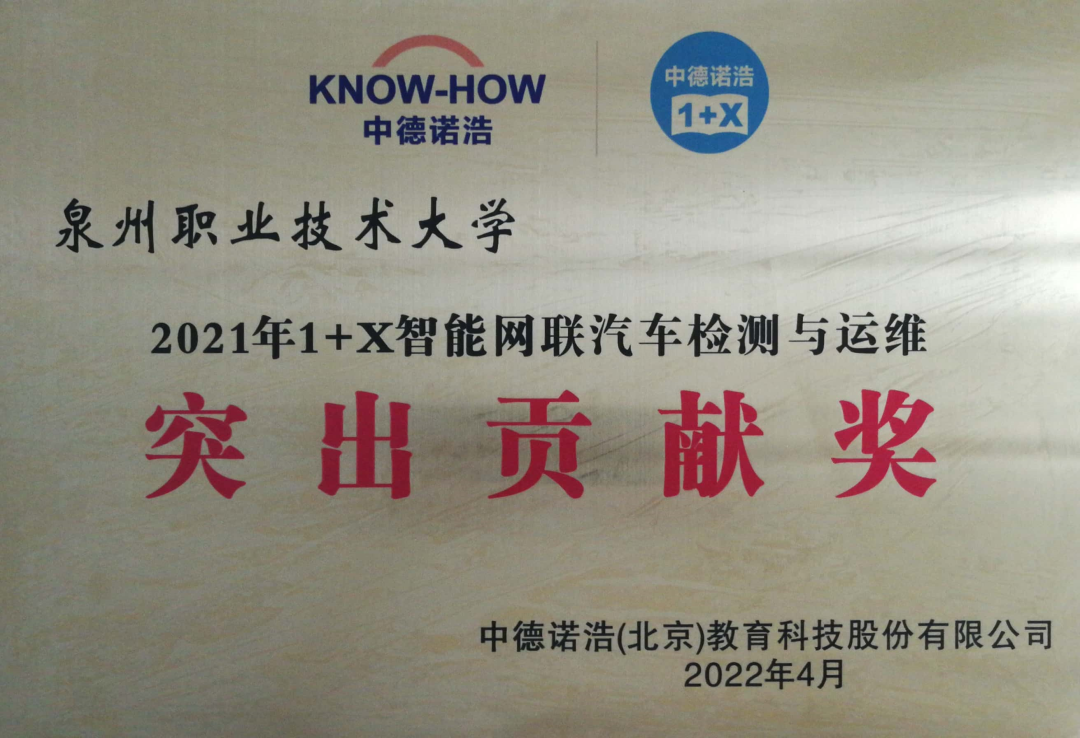 KNOW-HOW
中德诺浩
中德诺浩
1+X
泉州职业技术大学
2021年1+X智能网联汽车检测与运维
突出贡献奖
中德诺浩(北京)教育科技股份有限公司
2022年4月